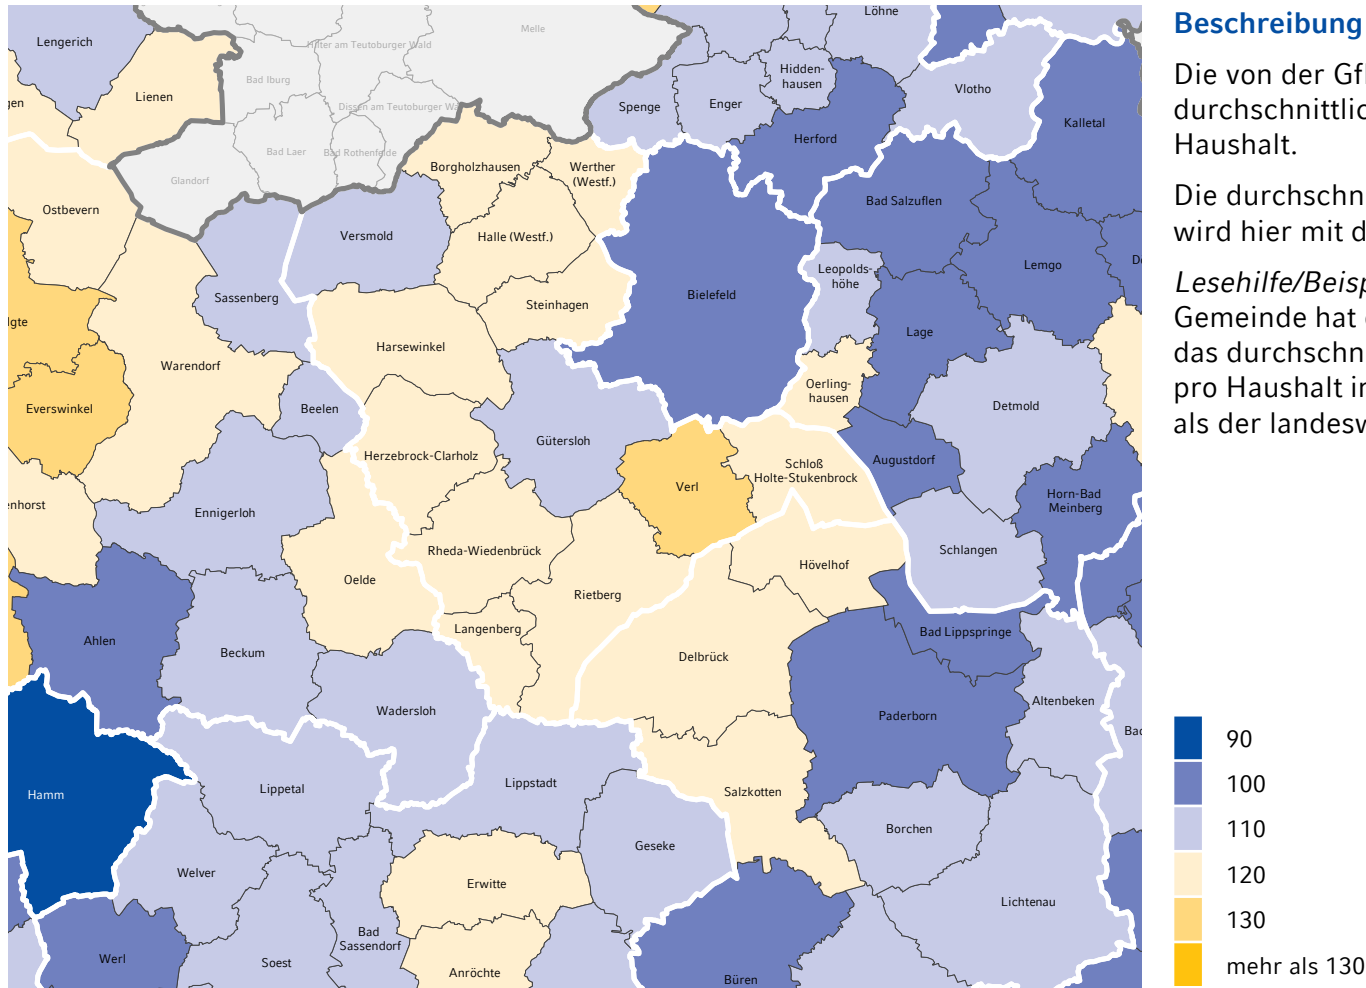 Lengerich
Hilter am Teutoburger Wald
Melle
Löhne
Bad Iburg
Lienen
gen
Dissen am Teutoburger Wa
Spenge
Enger
Hidden-
hausen
Vlotho
Kalletal
Herford
Bad Laer
Bad Rothenfelde
Glandorf
Borgholzhausen
Werther
(Westf.)
Ostbevern
Versmold
Halle (Westf.)
Bad Salzuflen
Lemgo
Leopolds-
höhe
Sassenberg
Steinhagen
Bielefeld
lgte
Lage
Warendorf
Harsewinkel
Oerling-
hausen
Everswinkel
Beelen
Detmold
Gütersloh
Herzebrock-Clarholz
Augustdorf
Schloß
Holte-Stukenbrock
Verl
Horn-Bad
Meinberg
enhorst
Ennigerloh
Rheda-Wiedenbrück
Schlangen
Oelde
Hövelhof
Rietberg
Ahlen
Langenberg
Bad Lippspringe
Beckum
Delbrück
Wadersloh
Altenbeken
Paderborn
Bad
Hamm
Lippetal
Lippstadt
Salzkotten
Borchen
Geseke
Welver
Erwitte
Lichtenau
Bad
Sassendorf
Werl
Soest
Anröchte
Büren
Beschreibung
Die von der Gf
durchschnittlic
Haushalt.
Die durchschn
wird hier mit d
Lesehilfe/Beisp
Gemeinde hat
das durchschn
pro Haushalt i
als der landesw
90
100
110
120
130
mehr als 130